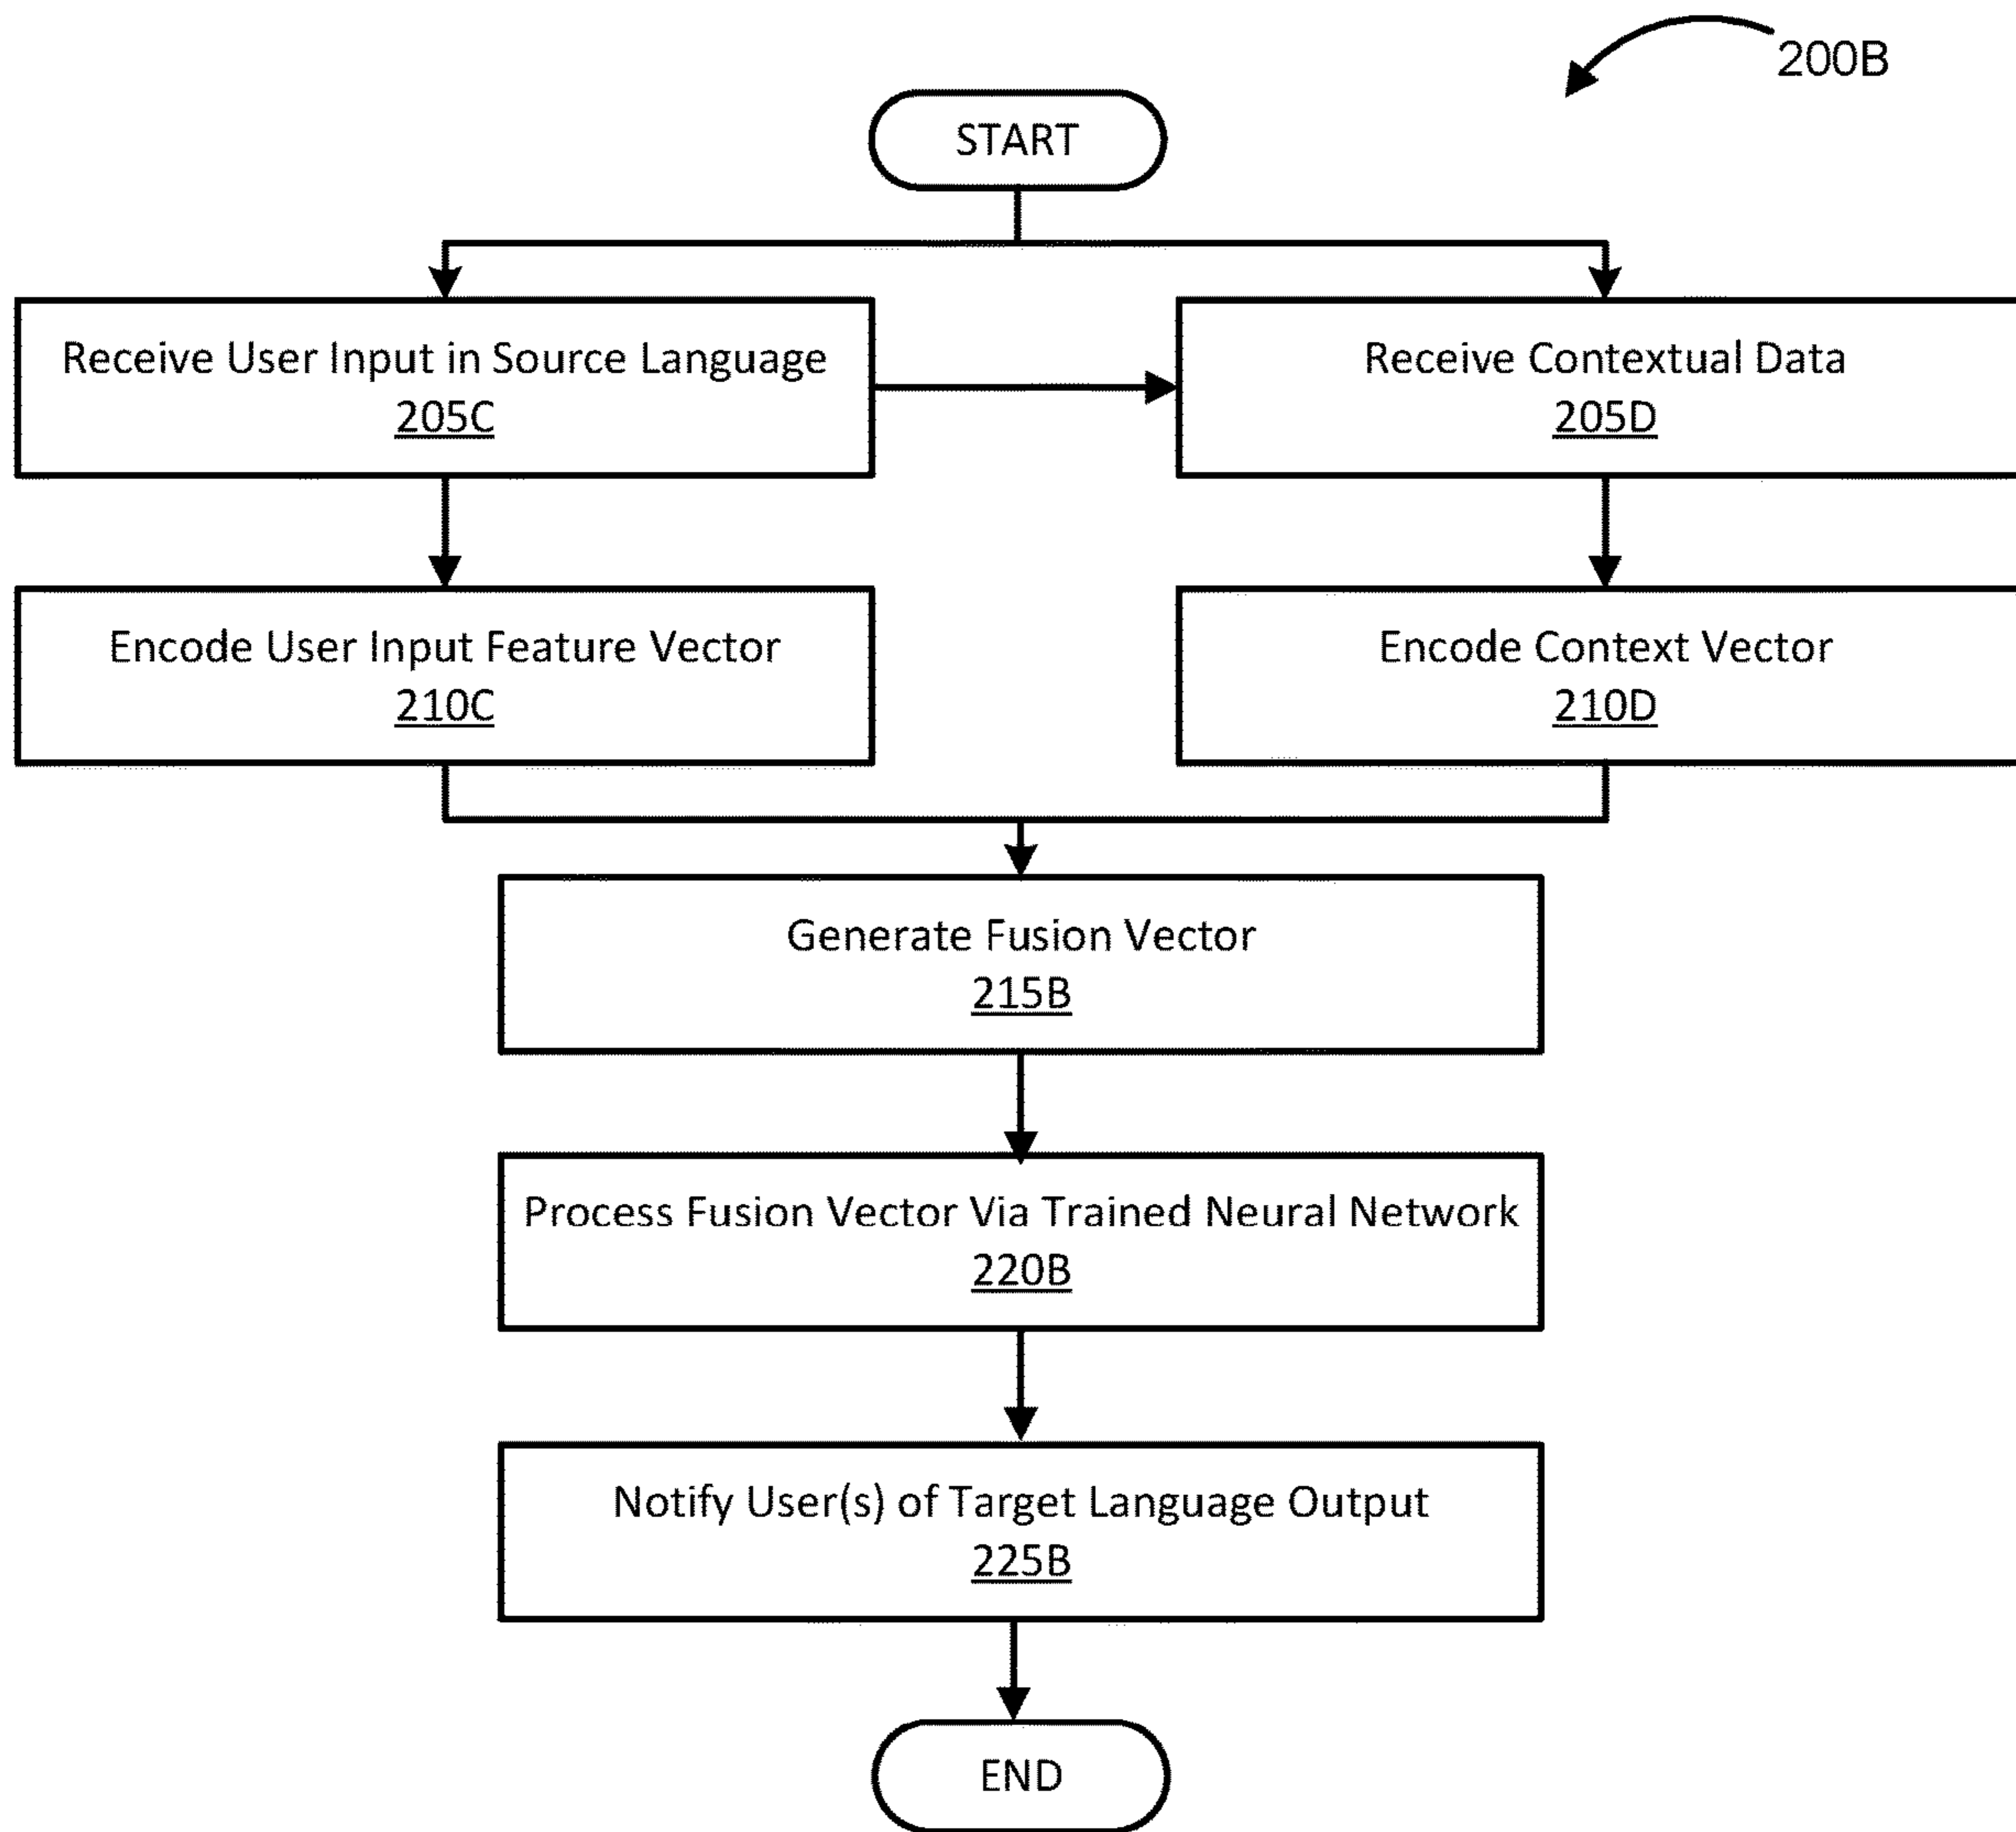 200B
START
Receive User Input in Source Language
205C
Receive Contextual Data
205D
Encode User Input Feature Vector
210C
Encode Context Vector
210D
Generate Fusion Vector
215B
Process Fusion Vector Via Trained Neural Network
220B
Notify User(s) of Target Language Output
225B
END